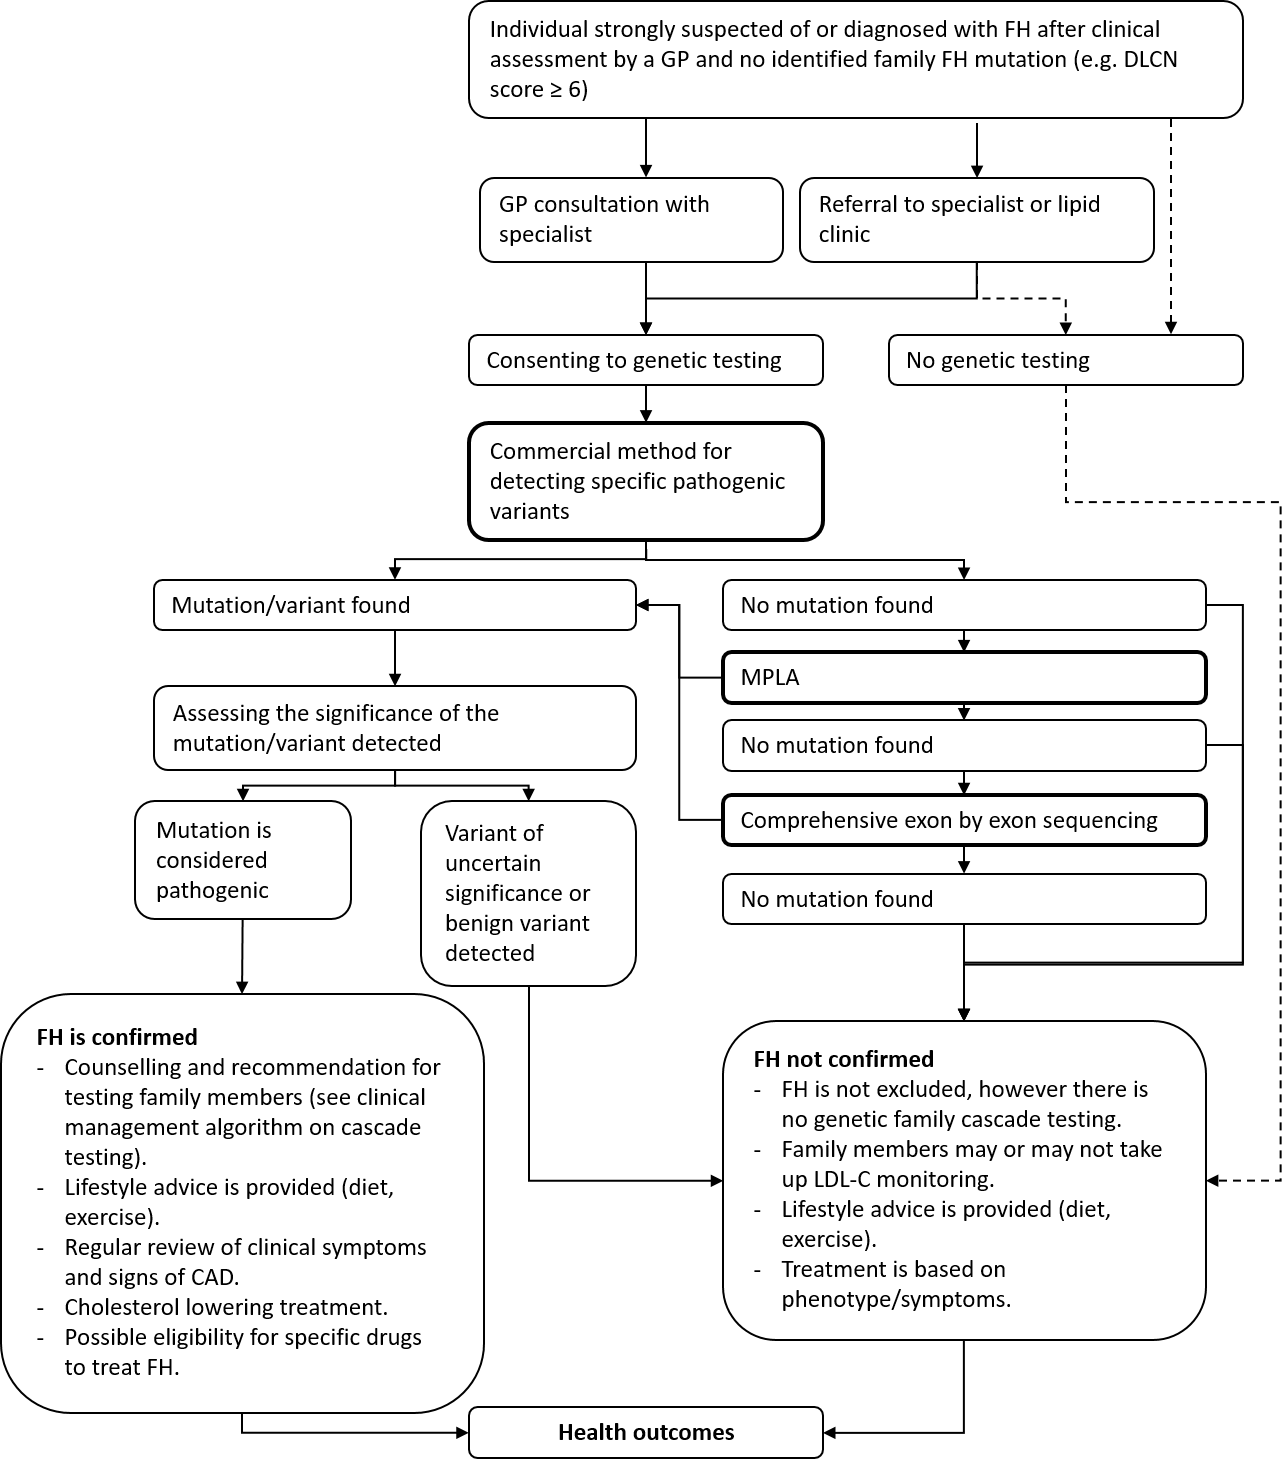 Individual strongly suspected of or diagnosed with FH after clinical
assessment by a GP and no identified family FH mutation (e.g. DLCN
score ≥ 6)
GP consultation with
specialist
Referral to specialist or lipid
clinic
Consenting to genetic testing
No genetic testing
Commercial method for
detecting specific pathogenic
variants
Mutation/variant found
No mutation found
MPLA
Assessing the significance of the
mutation/variant detected
No mutation found
Comprehensive exon by exon sequencing
Mutation is
considered
pathogenic
Variant of
uncertain
significance or
benign variant
detected
No mutation found
FH is confirmed
- Counselling and recommendation for
testing family members (see clinical
management algorithm on cascade
testing).
- Lifestyle advice is provided (diet,
exercise).
- Regular review of clinical symptoms
and signs of CAD.
- Cholesterol lowering treatment.
- Possible eligibility for specific drugs
to treat FH.
FH not confirmed
- FH is not excluded, however there is
no genetic family cascade testing.
- Family members may or may not take
up LDL-C monitoring.
- Lifestyle advice is provided (diet,
exercise).
- Treatment is based on
phenotype/symptoms.
Health outcomes